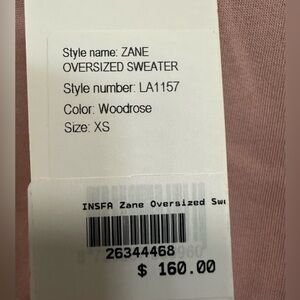 Style name: ZANE
OVERSIZED SWEATER
Style number: LA1157
Color: Woodrose
Size: XS
INSFA Zane Oversized Swe
26344468
$ 160.00